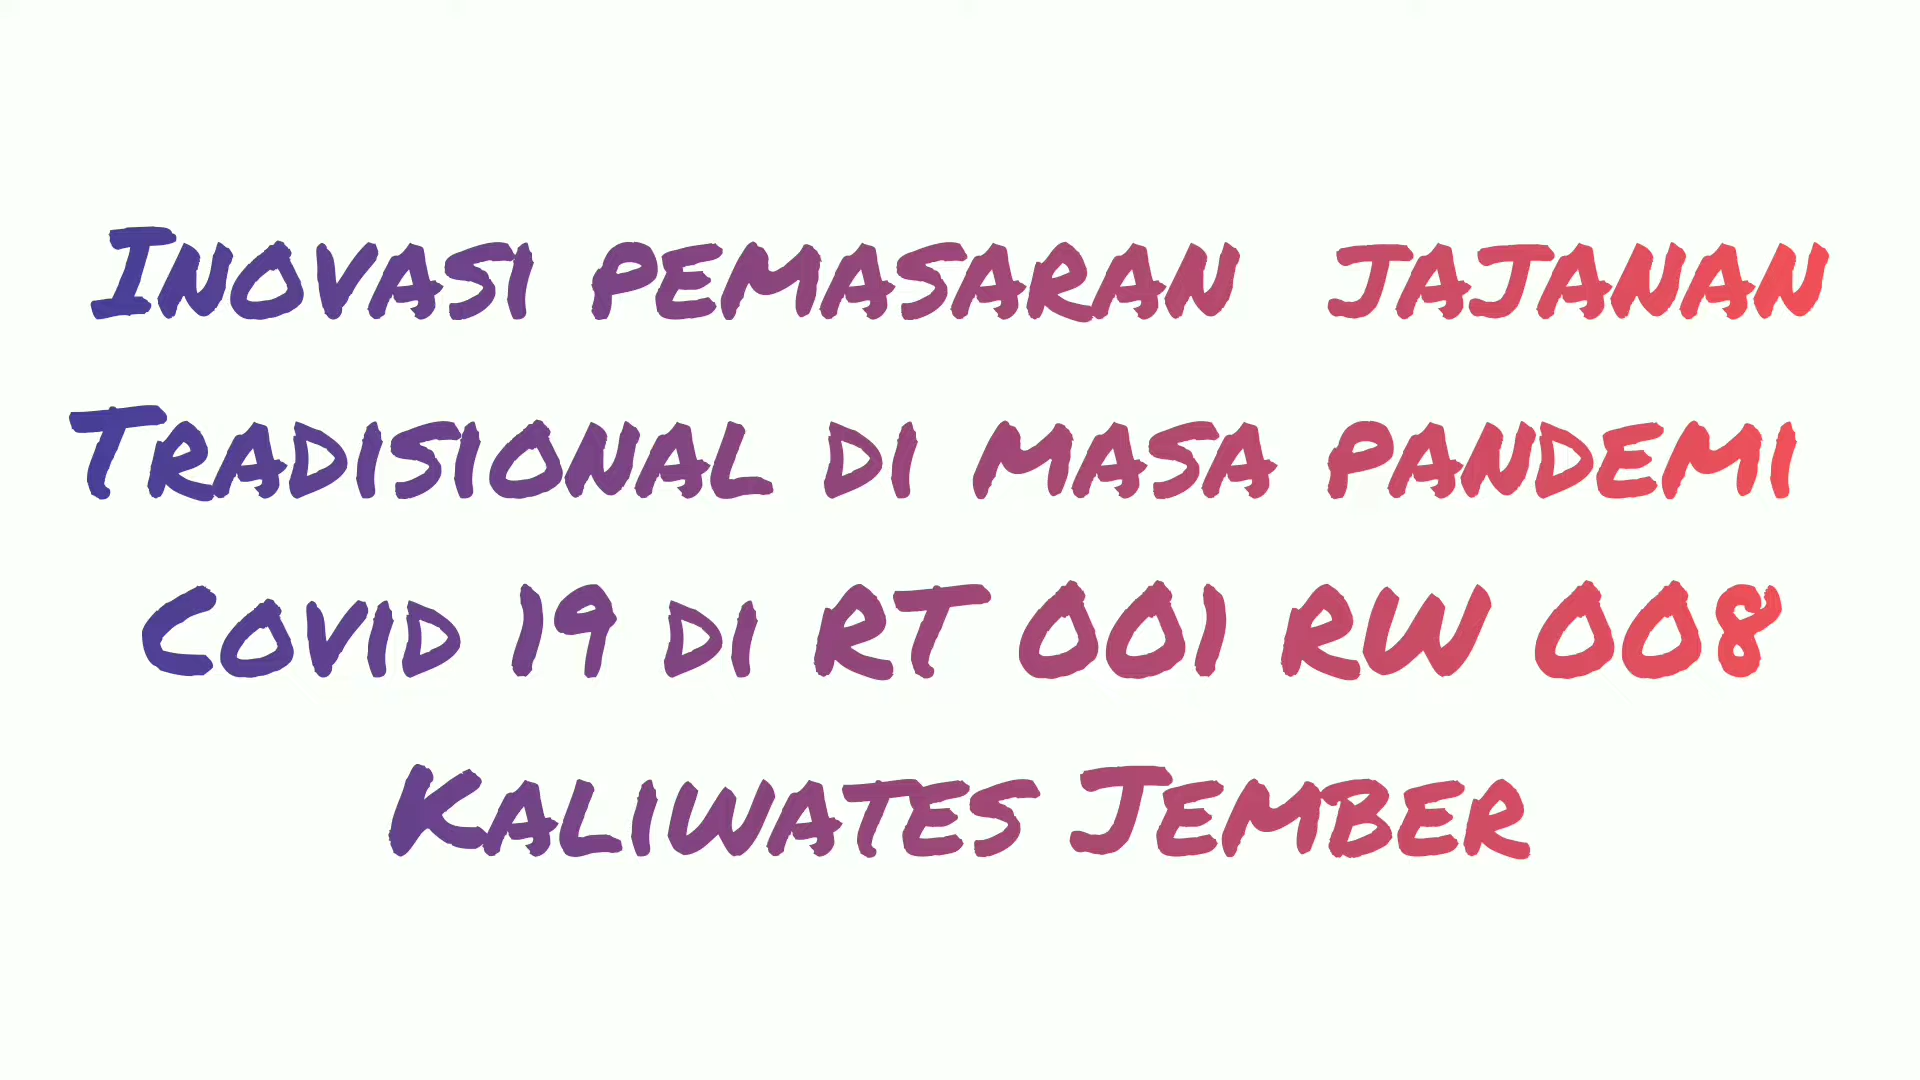 Inovasi pemasaran jajanan
Tradisional di masa pandemi
Covid 19 di RT 001 RW 008
Kaliwates Jember